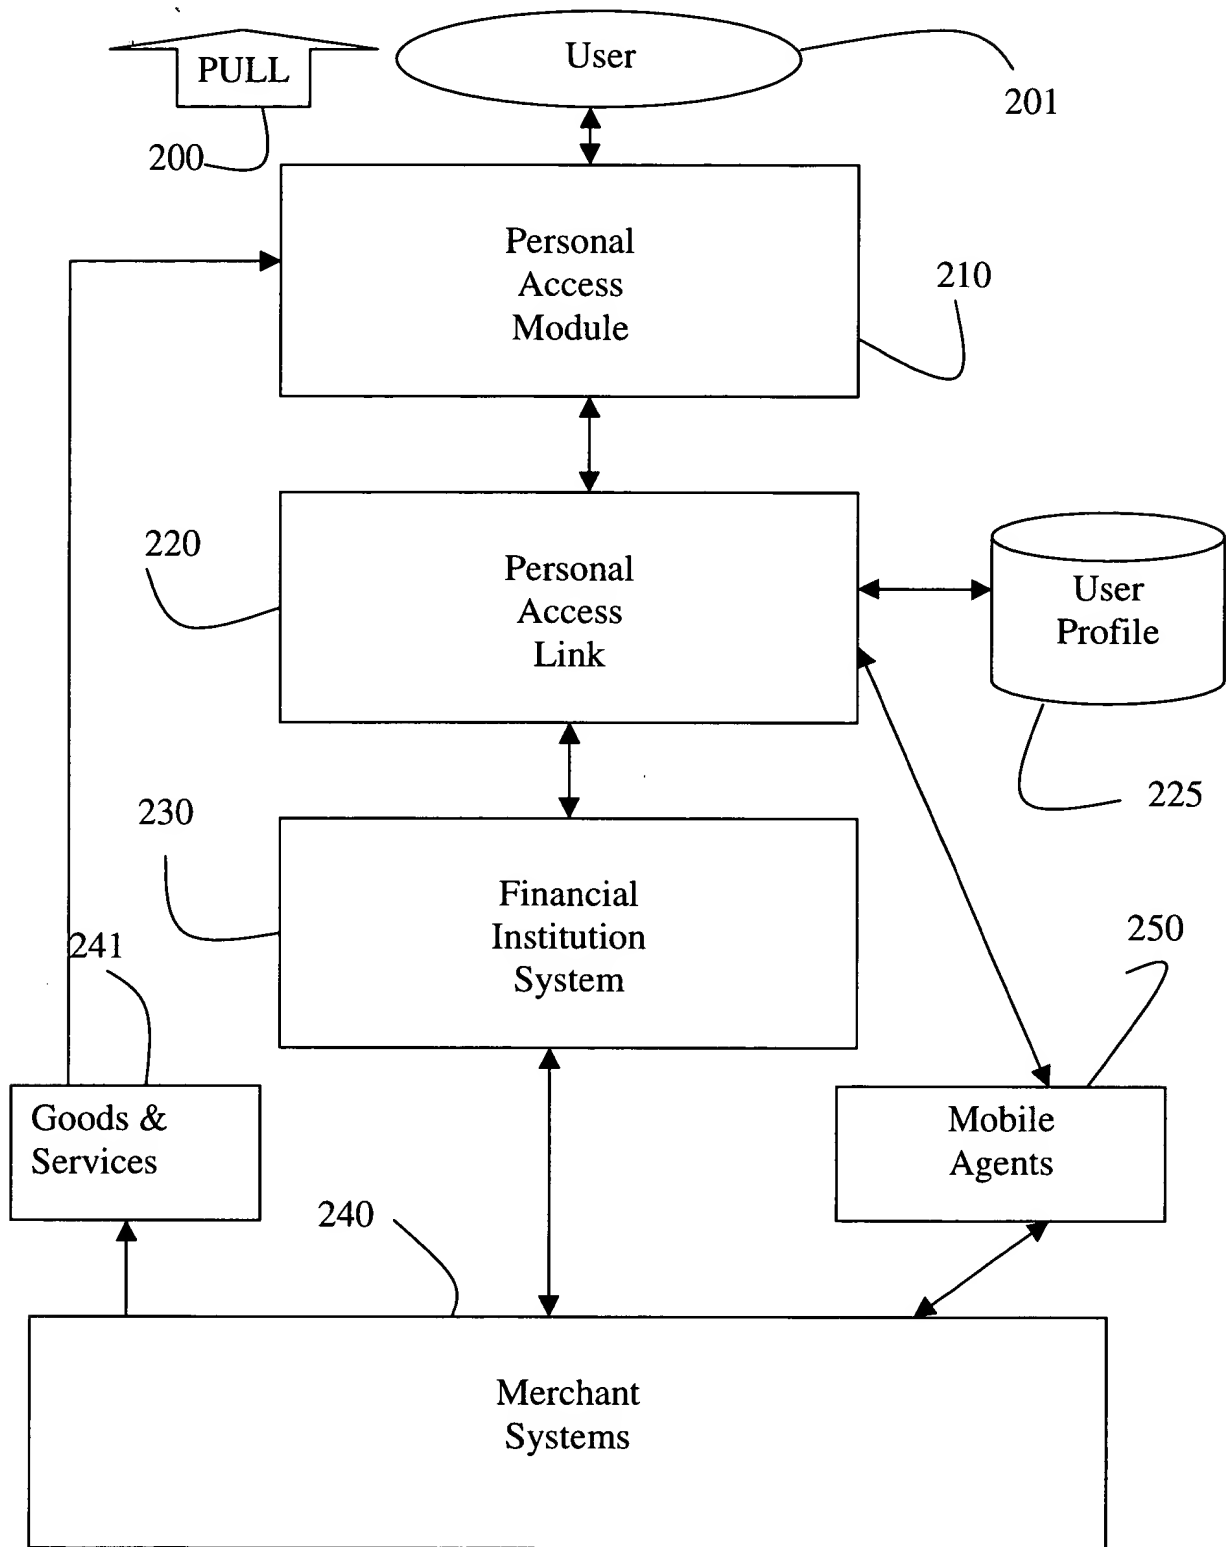 PULL
User
201
200
Personal
Access
Module
210
220
Personal
Access
Link
User
Profile
225
230
Financial
Institution
System
241
250
Goods &
Services
Mobile
Agents
240
Merchant
Systems